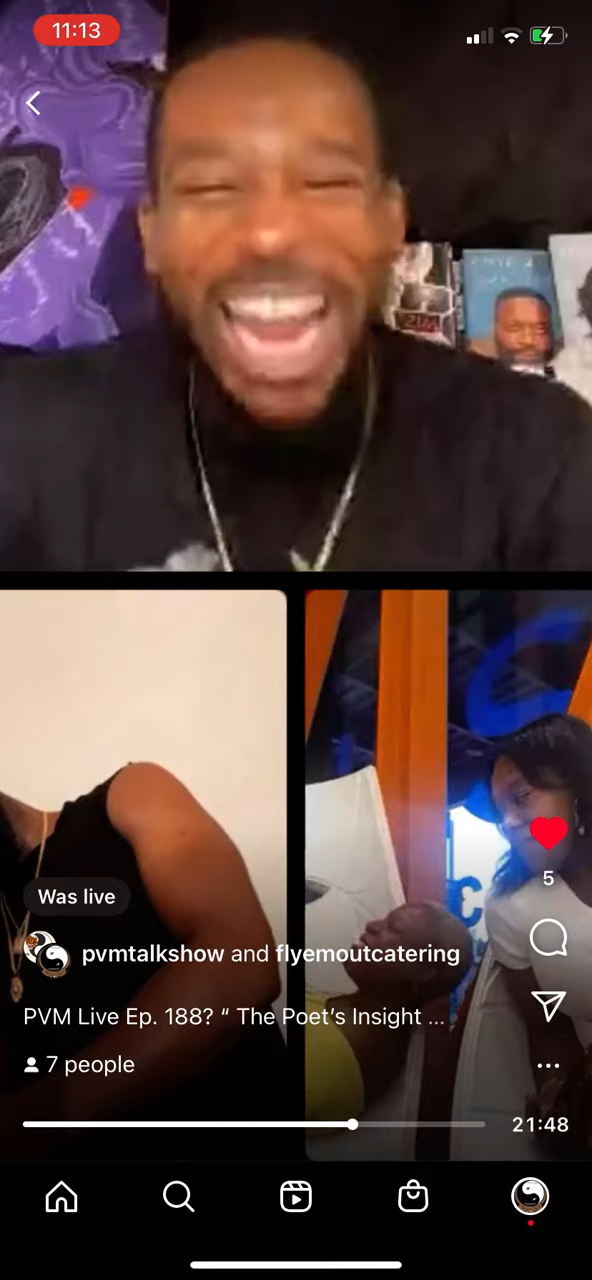 11:13
Was live
pvmtalkshow and flyemoutcatering
PVM Live Ep. 188? “ The Poet’s Insight ...
7 people
21:48
5